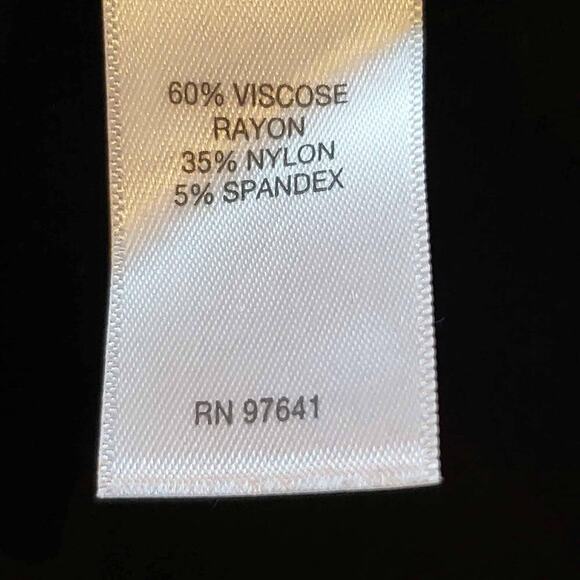 60% VISCOSE
RAYON
35% NYLON
5% SPANDEX
RN 97641